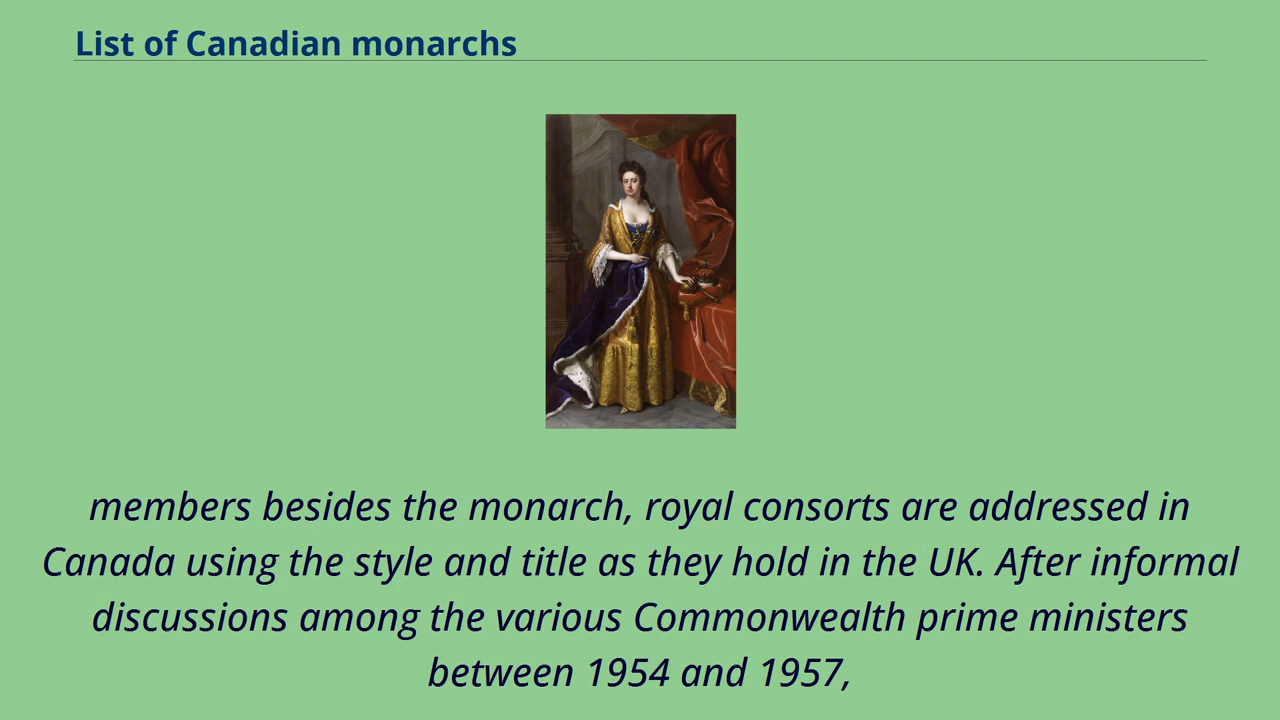 List of Canadian monarchs
members besides the monarch, royal consorts are addressed in
Canada using the style and title as they hold in the UK. After informal
discussions among the various Commonwealth prime ministers
between 1954 and 1957,